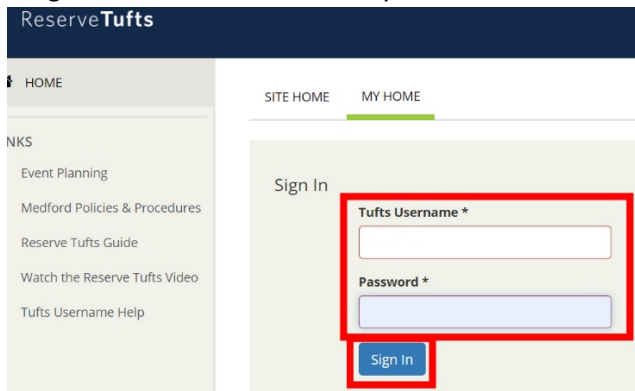 ReserveTufts
HOME
SITE HOME MY HOME
NKS
Event Planning
Medford Policies & Procedures
Reserve Tufts Guide
Watch the Reserve Tufts Video
Tufts Username Help
Sign In
Tufts Username *
Password *
Sign In